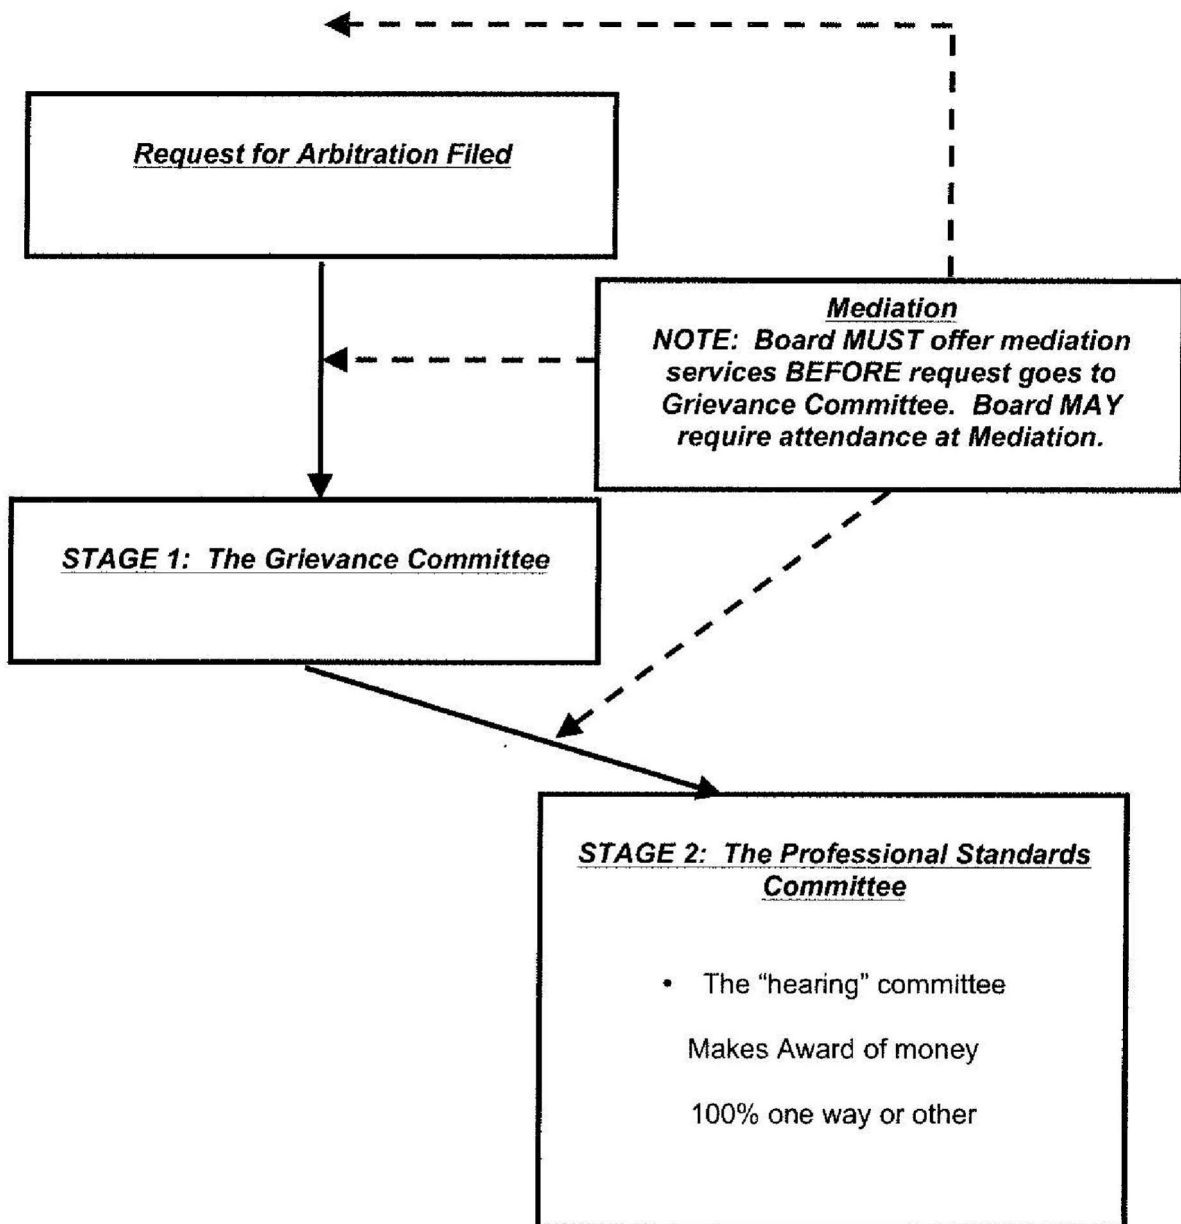 Request for Arbitration Filed
Mediation
NOTE:  Board MUST offer mediation
services BEFORE request goes to
Grievance Committee.  Board MAY
require attendance at Mediation.
STAGE 1:  The Grievance Committee
STAGE 2:  The Professional Standards
Committee
• The “hearing” committee
Makes Award of money
100% one way or other